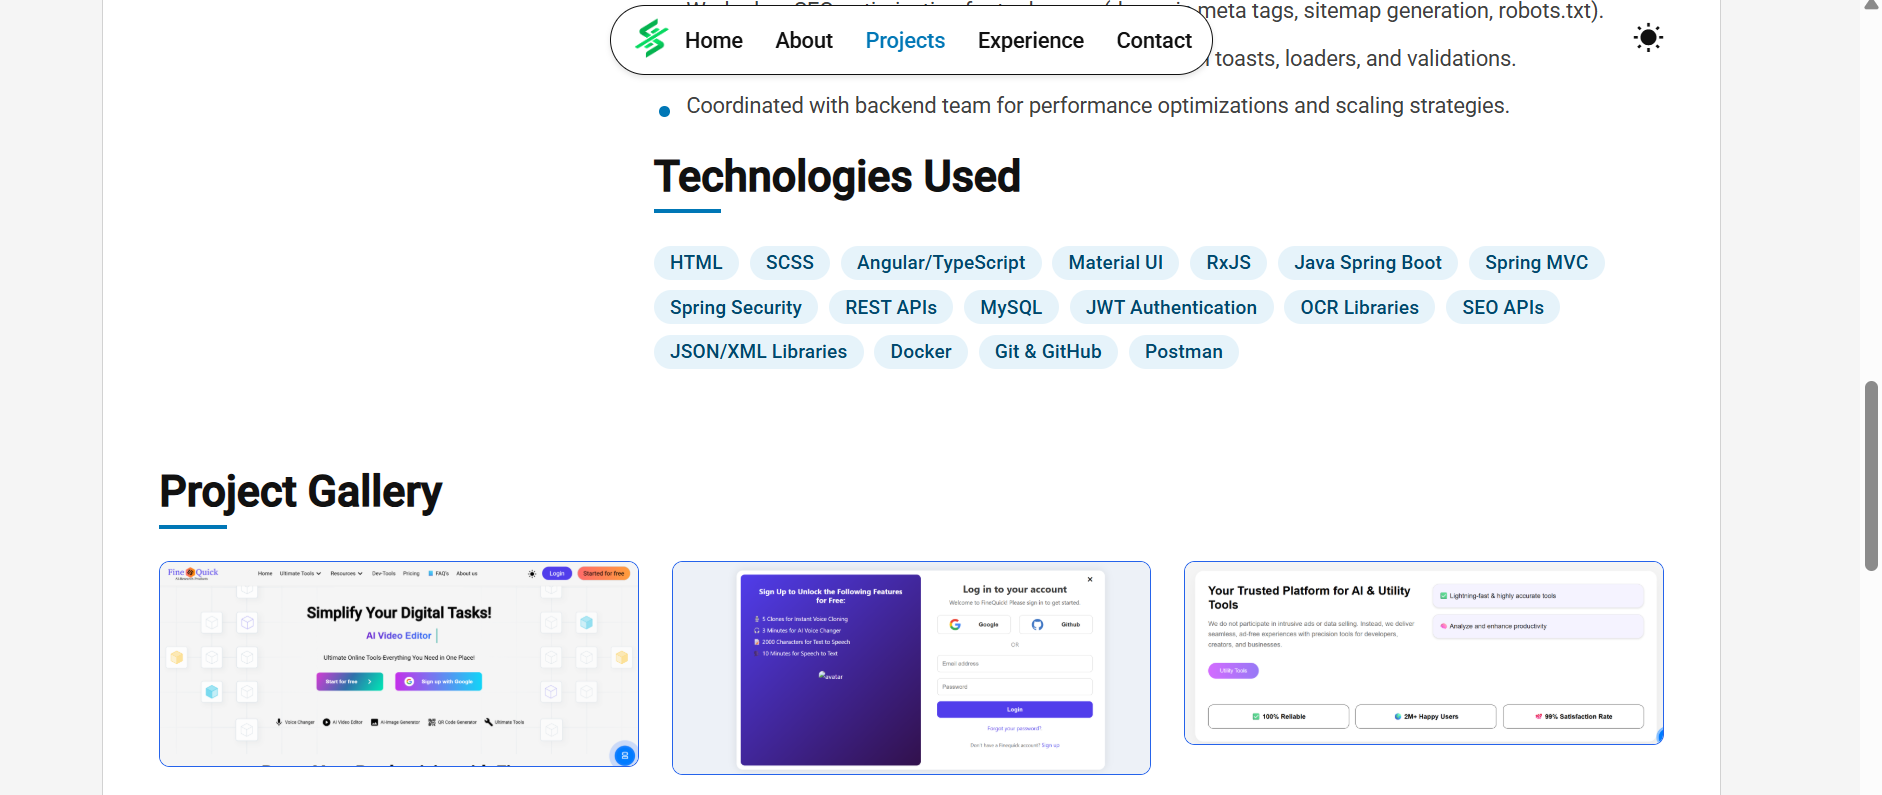 meta tags, sitemap generation, robots.txt).
Home About Projects Experience Contact
toasts, loaders, and validations.
Coordinated with backend team for performance optimizations and scaling strategies.
Technologies Used
HTML SCSS Angular/TypeScript Material UI RxJS Java Spring Boot Spring MVC
Spring Security REST APIs MySQL JWT Authentication OCR Libraries SEO APIs
JSON/XML Libraries Docker Git & GitHub Postman
Project Gallery
Fine Quick
Home Ultimate Tools Resources Dev-Tools Pricing FAQ's About us Login Started for free
Simplify Your Digital Tasks!
AI Video Editor
Ultimate Online Tools-Everything You Need in One Place!
Start for free Sign up with Google
Voice Changer AI Video Editor AI-Image Generator QR Code Generator Ultimate Tools
Sign Up to Unlock the Following Features
for Free:
5 Clones for Instant Voice Cloning
3 Minutes for AI Voice Changer
2000 Characters for Text to Speech
10 Minutes for Speech to Text
avatar
Log in to your account
Welcome to FineQuick! Please sign in to get started.
Google Github
OR
Email address
Password
Login
Forgot your password?
Don't have a Finequick account? Sign up
Your Trusted Platform for AI & Utility
Tools
We do not participate in intrusive ads or data selling. Instead, we deliver
seamless, ad-free experiences with precision tools for developers,
creators, and businesses.
Utility Tools
Lightning-fast & highly accurate tools
Analyze and enhance productivity
100% Reliable 2M+ Happy Users 99% Satisfaction Rate